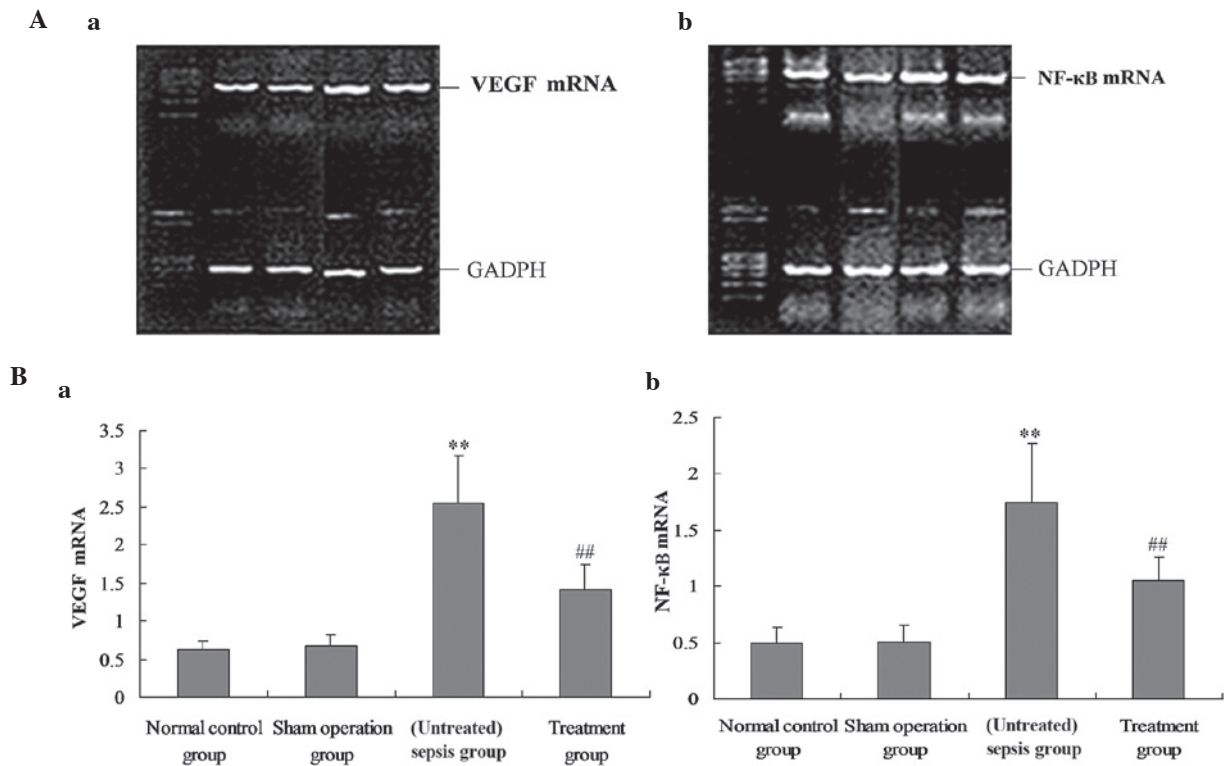 A a b
VEGF mRNA
NF-κB mRNA
GADPH
GADPH
B a b
3.5
3
2.5
2
1.5
1
0.5
0
VEGF mRNA
**
##
Normal control
group
Sham operation
group
(Untreated)
sepsis group
Treatment
group
2.5
2
1.5
1
0.5
0
NF-κB mRNA
**
##
Normal control
group
Sham operation
group
(Untreated)
sepsis group
Treatment
group